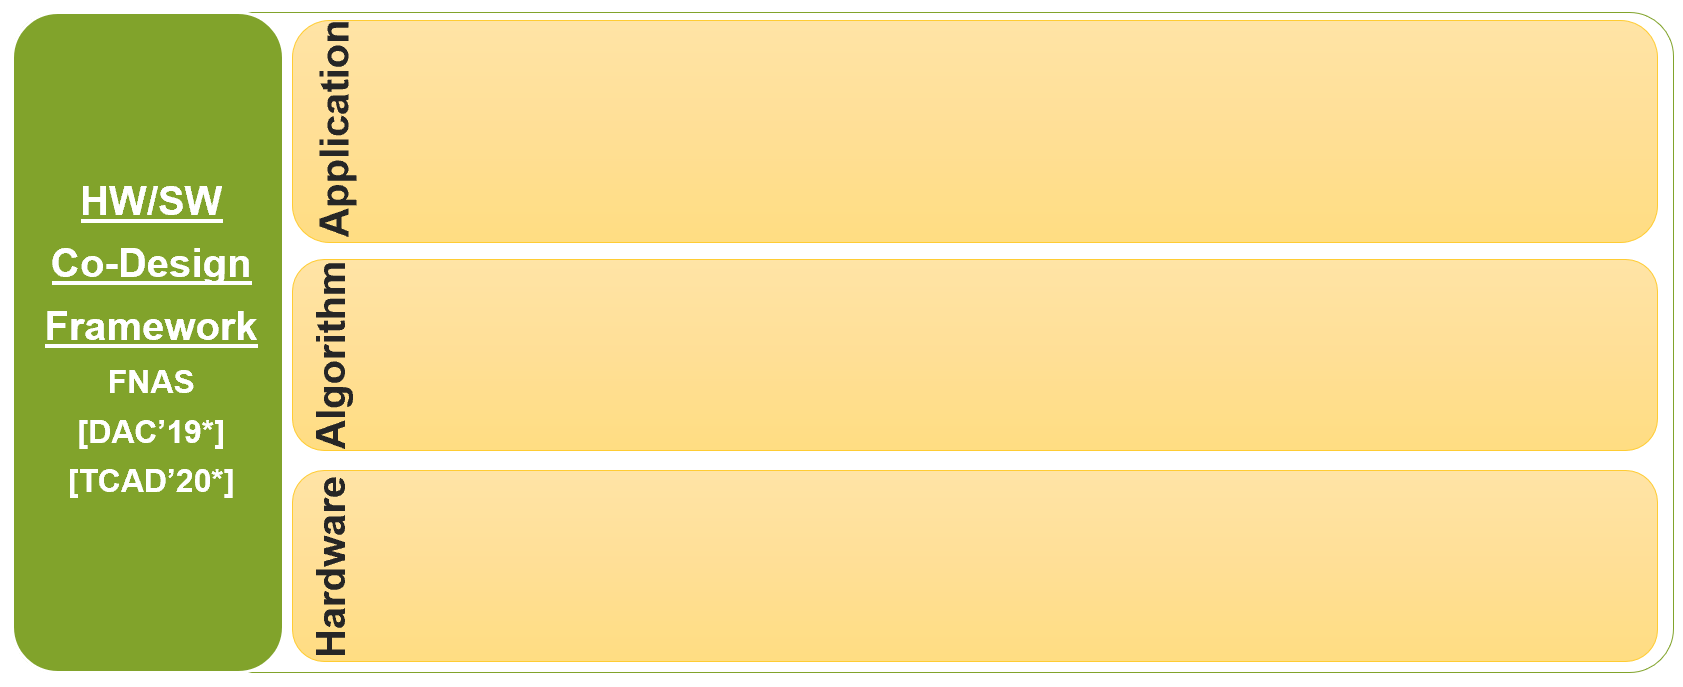 HW/SW
Co-Design
Framework
FNAS
[DAC’19*]
[TCAD’20*]
Application
Algorithm
Hardware